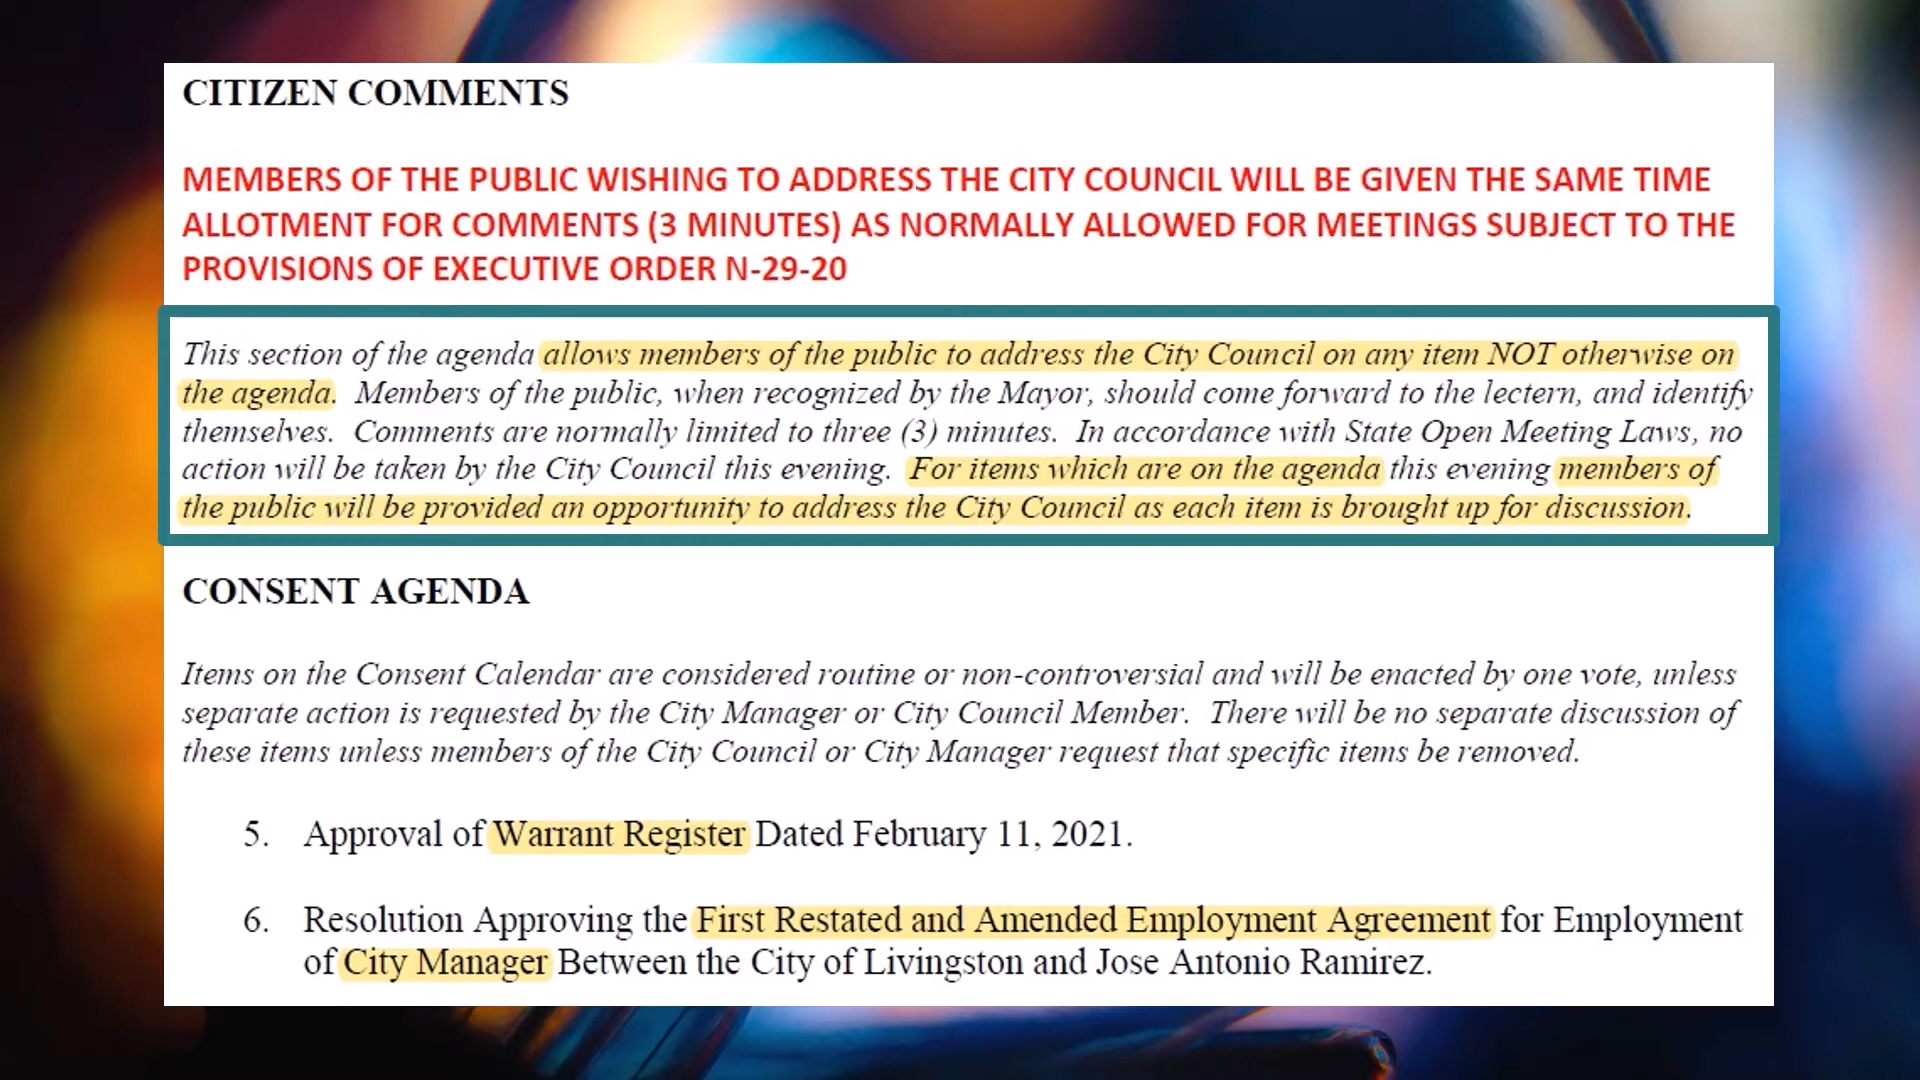 CITIZEN COMMENTS
MEMBERS OF THE PUBLIC WISHING TO ADDRESS THE CITY COUNCIL WILL BE GIVEN THE SAME TIME
ALLOTMENT FOR COMMENTS (3 MINUTES) AS NORMALLY ALLOWED FOR MEETINGS SUBJECT TO THE
PROVISIONS OF EXECUTIVE ORDER N-29-20
This section of the agenda allows members of the public to address the City Council on any item NOT otherwise on
the agenda. Members of the public, when recognized by the Mayor, should come forward to the lectern, and identify
themselves. Comments are normally limited to three (3) minutes. In accordance with State Open Meeting Laws, no
action will be taken by the City Council this evening. For items which are on the agenda this evening members of
the public will be provided an opportunity to address the City Council as each item is brought up for discussion.
CONSENT AGENDA
Items on the Consent Calendar are considered routine or non-controversial and will be enacted by one vote, unless
separate action is requested by the City Manager or City Council Member. There will be no separate discussion of
these items unless members of the City Council or City Manager request that specific items be removed.
5. Approval of Warrant Register Dated February 11, 2021.
6. Resolution Approving the First Restated and Amended Employment Agreement for Employment
of City Manager Between the City of Livingston and Jose Antonio Ramirez.